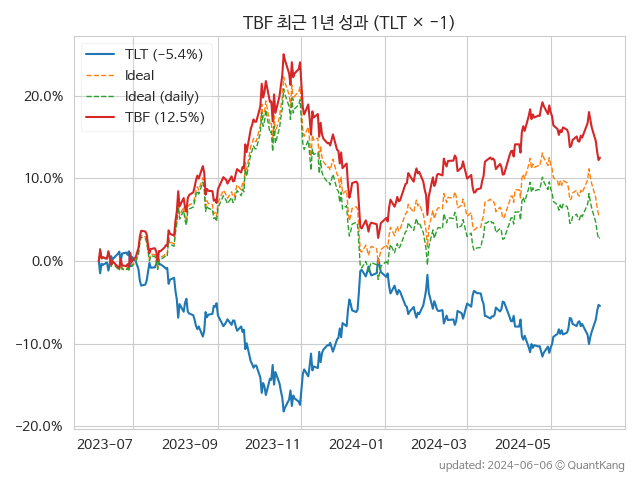 TBF 최근 1년 성과 (TLT × −1)
TLT (−5.4%)
Ideal
Ideal (daily)
TBF (12.5%)
20.0%
10.0%
0.0%
−10.0%
−20.0%
2023-07
2023-09
2023-11
2024-01
2024-03
2024-05
updated: 2024-06-06 © QuantKang